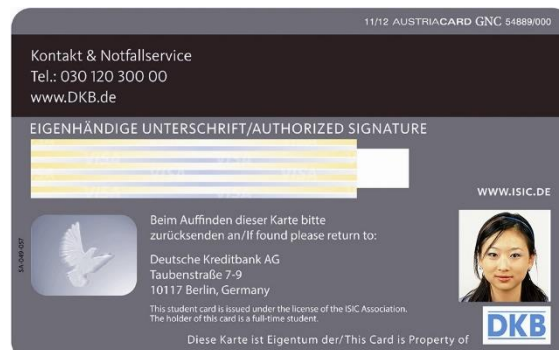 11/12 AUSTRIACARD GNC 54889/000
Kontakt & Notfallservice
Tel.: 030 120 300 00
www.DKB.de
EIGENHÄNDIGE UNTERSCHRIFT/AUTHORIZED SIGNATURE
WWW.ISIC.DE
Beim Auffinden dieser Karte bitte
zurücksenden an/If found please return to:
Deutsche Kreditbank AG
Taubenstraße 7-9
10117 Berlin, Germany
This student card is issued under the license of the ISIC Association.
The holder of this card is a full-time student.
Diese Karte ist Eigentum der/This Card is Property of
DKB